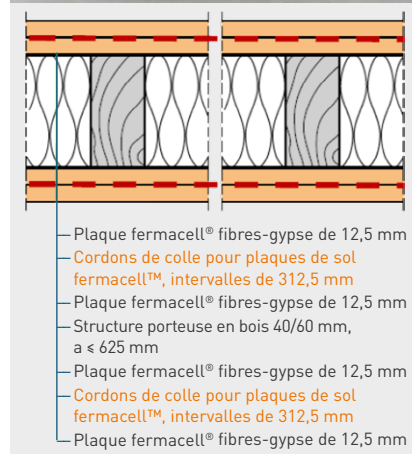 Plaque fermacell® fibres-gypse de 12,5 mm
Cordons de colle pour plaques de sol
fermacell™, intervalles de 312,5 mm
Plaque fermacell® fibres-gypse de 12,5 mm
Structure porteuse en bois 40/60 mm,
a ≤ 625 mm
Plaque fermacell® fibres-gypse de 12,5 mm
Cordons de colle pour plaques de sol
fermacell™, intervalles de 312,5 mm
Plaque fermacell® fibres-gypse de 12,5 mm